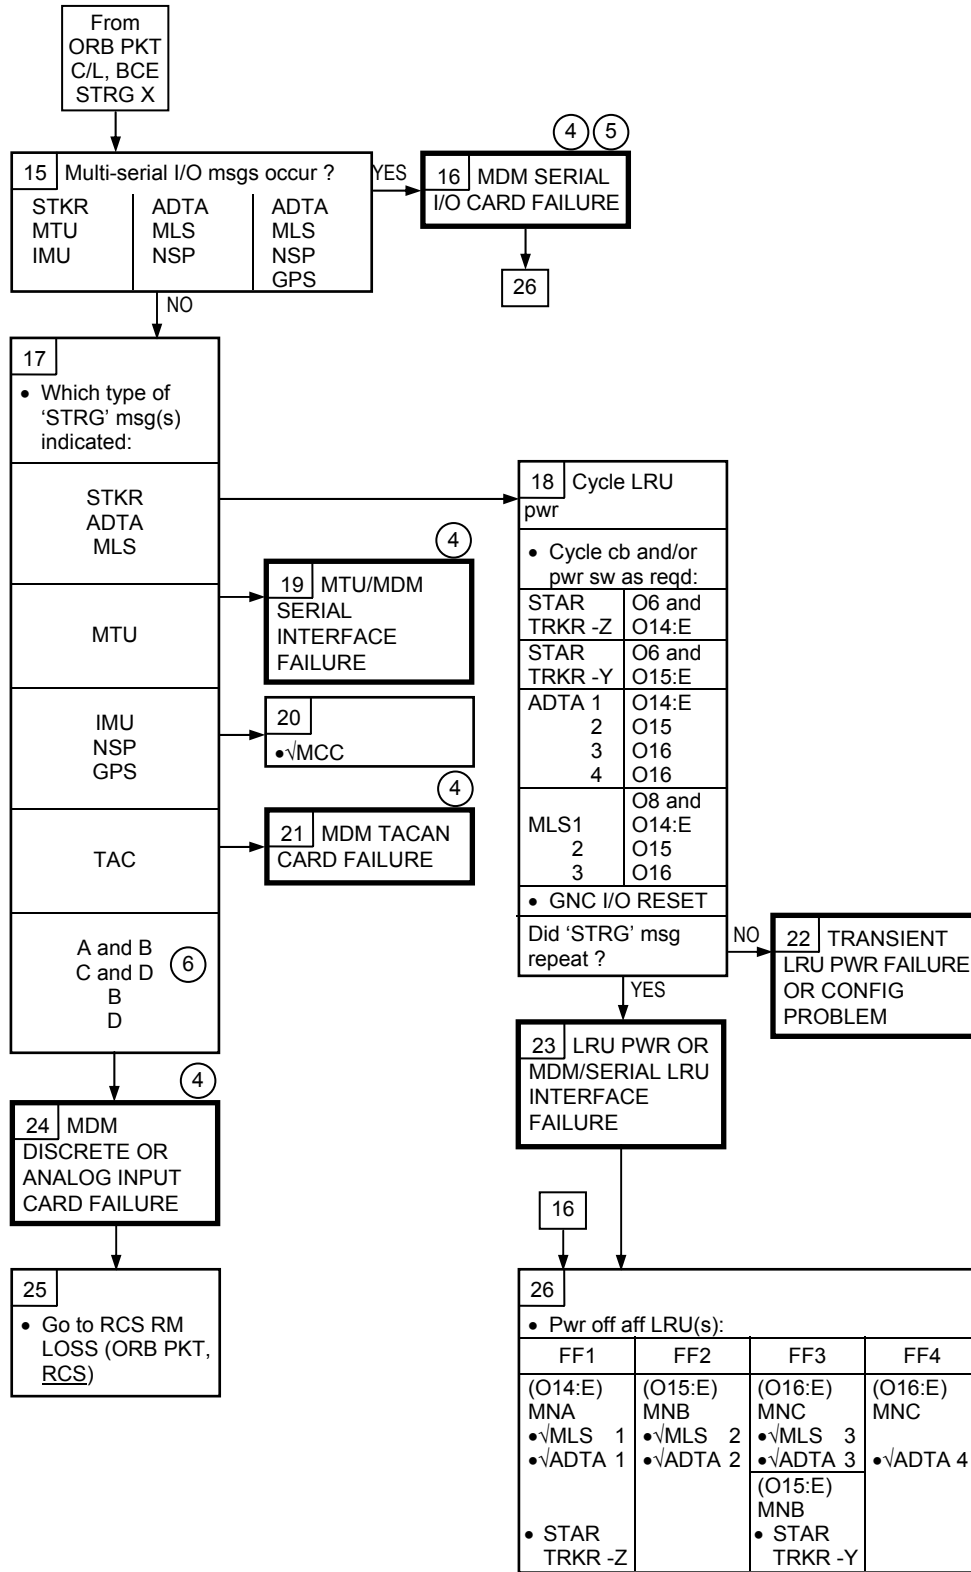 From
ORB PKT
C/L, BCE
STRG X
15 Multi-serial I/O msgs occur ?
STKR ADTA ADTA
MTU MLS MLS
IMU NSP NSP
GPS
YES
4 5
16 MDM SERIAL
I/O CARD FAILURE
26
NO
17
• Which type of
‘STRG’ msg(s)
indicated:
STKR
ADTA
MLS
MTU
IMU
NSP
GPS
TAC
A and B
C and D
B
D
6
18 Cycle LRU
pwr
• Cycle cb and/or
pwr sw as reqd:
STAR O6 and
TRKR -Z O14:E
STAR O6 and
TRKR -Y O15:E
ADTA 1 O14:E
2 O15
3 O16
4 O16
O8 and
MLS1 O14:E
2 O15
3 O16
• GNC I/O RESET
Did ‘STRG’ msg
repeat ?
4
19 MTU/MDM
SERIAL
INTERFACE
FAILURE
20
•√MCC
4
21 MDM TACAN
CARD FAILURE
NO
22 TRANSIENT
LRU PWR FAILURE
OR CONFIG
PROBLEM
YES
23 LRU PWR OR
MDM/SERIAL LRU
INTERFACE
FAILURE
4
24 MDM
DISCRETE OR
ANALOG INPUT
CARD FAILURE
25
• Go to RCS RM
LOSS (ORB PKT,
RCS)
16
26
• Pwr off aff LRU(s):
FF1 FF2 FF3 FF4
(O14:E) (O15:E) (O16:E) (O16:E)
MNA MNB MNC MNC
•√MLS 1 •√MLS 2 •√MLS 3
•√ADTA 1 •√ADTA 2 •√ADTA 3 •√ADTA 4
(O15:E)
MNB
• STAR • STAR
TRKR -Z TRKR -Y